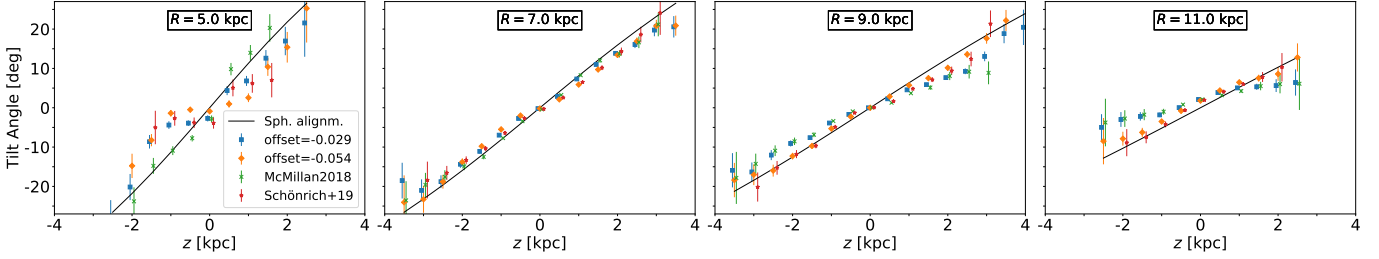 R = 5.0 kpc
R = 7.0 kpc
R = 9.0 kpc
R = 11.0 kpc
Tilt Angle [deg]
20
10
0
-10
-20
Sph. alignm.
offset=-0.029
offset=-0.054
McMillan2018
Schönrich+19
-4 -2 0 2 4
-4 -2 0 2 4
-4 -2 0 2 4
-4 -2 0 2 4
z [kpc]
z [kpc]
z [kpc]
z [kpc]